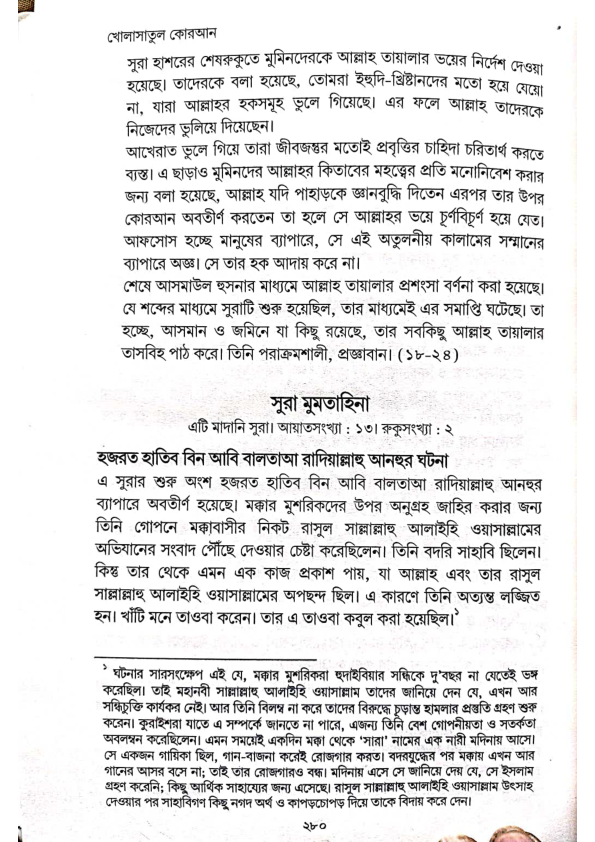 খোলাসাতুল কোরআন
সুরা হাশরের শেষরুকুতে মুমিনদেরকে আল্লাহ তায়ালার ভয়ের নির্দেশ দেওয়া
হয়েছে। তাদেরকে বলা হয়েছে, তোমরা ইহুদি-খ্রিষ্টানদের মতো হয়ে যেয়ো
না, যারা আল্লাহর হকসমূহ ভুলে গিয়েছে। এর ফলে আল্লাহ তাদেরকে
নিজেদের ভুলিয়ে দিয়েছেন।
আখেরাত ভুলে গিয়ে তারা জীবজন্তুর মতোই প্রবৃত্তির চাহিদা চরিতার্থ করতে
ব্যস্ত। এ ছাড়াও মুমিনদের আল্লাহর কিতাবের মহত্ত্বের প্রতি মনোনিবেশ করার
জন্য বলা হয়েছে, আল্লাহ যদি পাহাড়কে জ্ঞানবুদ্ধি দিতেন এরপর তার উপর
কোরআন অবতীর্ণ করতেন তা হলে সে আল্লাহর ভয়ে চূর্ণবিচূর্ণ হয়ে যেত।
আফসোস হচ্ছে মানুষের ব্যাপারে, সে এই অতুলনীয় কালামের সম্মানের
ব্যাপারে অজ্ঞ। সে তার হক আদায় করে না।
শেষে আসমাউল হুসনার মাধ্যমে আল্লাহ তায়ালার প্রশংসা বর্ণনা করা হয়েছে।
যে শব্দের মাধ্যমে সুরাটি শুরু হয়েছিল, তার মাধ্যমেই এর সমাপ্তি ঘটেছে। তা
হচ্ছে, আসমান ও জমিনে যা কিছু রয়েছে, তার সবকিছু আল্লাহ তায়ালার
তাসবিহ পাঠ করে। তিনি পরাক্রমশালী, প্রজ্ঞাবান। (১৮-২৪)
সুরা মুমতাহিনা
এটি মাদানি সুরা। আয়াতসংখ্যা : ১৩। রুকুসংখ্যা : ২
হজরত হাতিব বিন আবি বালতাআ রাদিয়াল্লাহু আনহুর ঘটনা
এ সুরার শুরু অংশ হজরত হাতিব বিন আবি বালতাআ রাদিয়াল্লাহু আনহুর
ব্যাপারে অবতীর্ণ হয়েছে। মক্কার মুশরিকদের উপর অনুগ্রহ জাহির করার জন্য
তিনি গোপনে মক্কাবাসীর নিকট রাসুল সাল্লাল্লাহু আলাইহি ওয়াসাল্লামের
অভিযানের সংবাদ পৌঁছে দেওয়ার চেষ্টা করেছিলেন। তিনি বদরি সাহাবি ছিলেন।
কিন্তু তার থেকে এমন এক কাজ প্রকাশ পায়, যা আল্লাহ এবং তার রাসুল
সাল্লাল্লাহু আলাইহি ওয়াসাল্লামের অপছন্দ ছিল। এ কারণে তিনি অত্যন্ত লজ্জিত
হন। খাঁটি মনে তাওবা করেন। তার এ তাওবা কবুল করা হয়েছিল।১
১ ঘটনার সারসংক্ষেপ এই যে, মক্কার মুশরিকরা হুদাইবিয়ার সন্ধিকে দু'বছর না যেতেই ভঙ্গ
করেছিল। তাই মহানবী সাল্লাল্লাহু আলাইহি ওয়াসাল্লাম তাদের জানিয়ে দেন যে, এখন আর
সন্ধিচুক্তি কার্যকর নেই। আর তিনি বিলম্ব না করে তাদের বিরুদ্ধে চূড়ান্ত হামলার প্রস্তুতি গ্রহণ শুরু
করেন। কুরাইশরা যাতে এ সম্পর্কে জানতে না পারে, এজন্য তিনি বেশ গোপনীয়তা ও সতর্কতা
অবলম্বন করেছিলেন। এমন সময়েই একদিন মক্কা থেকে 'সারা' নামের এক নারী মদিনায় আসে।
সে একজন গায়িকা ছিল, গান-বাজনা করেই রোজগার করত। বদরযুদ্ধের পর মক্কায় এখন আর
গানের আসর বসে না; তাই তার রোজগারও বন্ধ। মদিনায় এসে সে জানিয়ে দেয় যে, সে ইসলাম
গ্রহণ করেনি; কিছু আর্থিক সাহায্যের জন্য এসেছে। রাসুল সাল্লাল্লাহু আলাইহি ওয়াসাল্লাম উৎসাহ
দেওয়ার পর সাহাবিগণ কিছু নগদ অর্থ ও কাপড়চোপড় দিয়ে তাকে বিদায় করে দেন।
২৮০